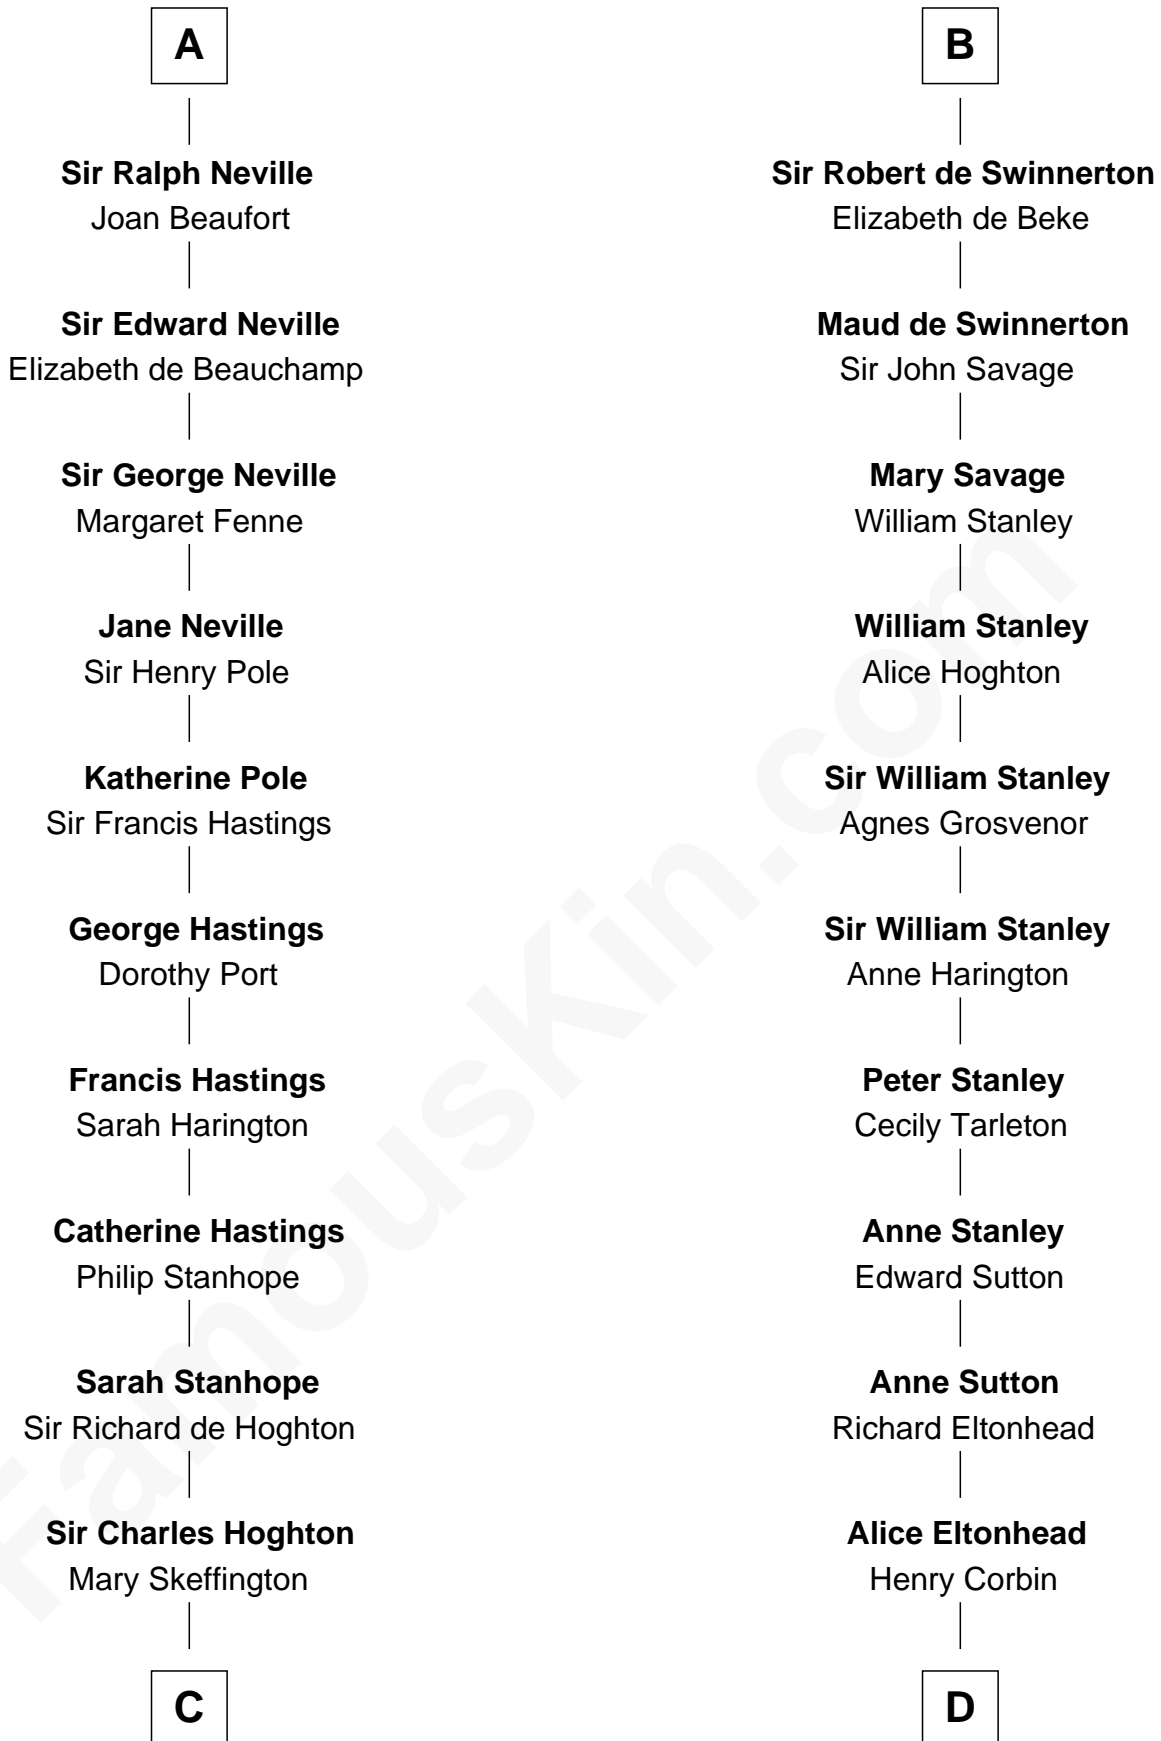 A
Sir Ralph Neville
Joan Beaufort
Sir Edward Neville
Elizabeth de Beauchamp
Sir George Neville
Margaret Fenne
Jane Neville
Sir Henry Pole
Katherine Pole
Sir Francis Hastings
George Hastings
Dorothy Port
Francis Hastings
Sarah Harington
Catherine Hastings
Philip Stanhope
Sarah Stanhope
Sir Richard de Hoghton
Sir Charles Hoghton
Mary Skeffington
C
B
Sir Robert de Swinnerton
Elizabeth de Beke
Maud de Swinnerton
Sir John Savage
Mary Savage
William Stanley
William Stanley
Alice Hoghton
Sir William Stanley
Agnes Grosvenor
Sir William Stanley
Anne Harington
Peter Stanley
Cecily Tarleton
Anne Stanley
Edward Sutton
Anne Sutton
Richard Eltonhead
Alice Eltonhead
Henry Corbin
D
FamousKin.com